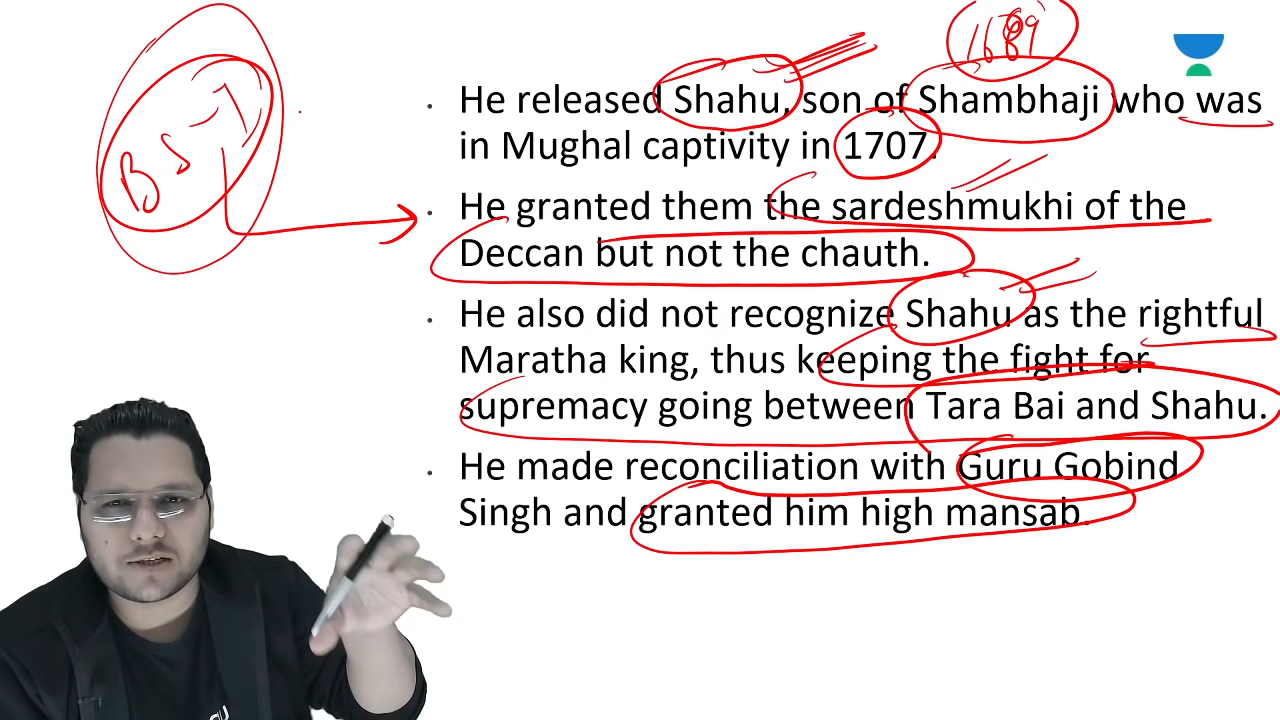 1689
He released Shahu, son of Shambhaji who was
in Mughal captivity in 1707.
He granted them the sardeshmukhi of the
Deccan but not the chauth.
He also did not recognize Shahu as the rightful
Maratha king, thus keeping the fight for
supremacy going between Tara Bai and Shahu.
He made reconciliation with Guru Gobind
Singh and granted him high mansab.
BS-I